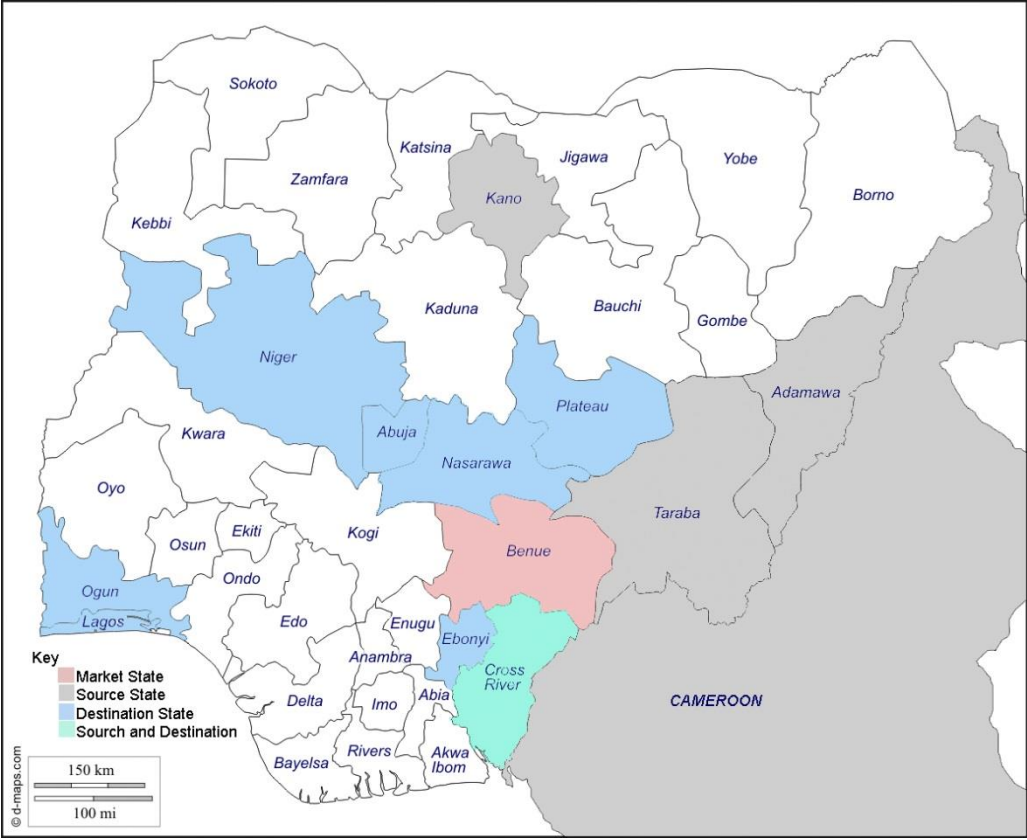 Sokoto
Katsina
Jigawa
Yobe
Zamfara
Kano
Borno
Kebbi
Kaduna
Bauchi
Gombe
Niger
Adamawa
Plateau
Abuja
Kwara
Nasarawa
Oyo
Taraba
Kogi
Ekiti
Osun
Benue
Ondo
Ogun
Lagos
Edo
Enugu
Ebonyi
Anambra
Cross
River
Abia
Delta
Imo
CAMEROON
Rivers
Akwa
Ibom
Bayelsa
Key
Market State
Source State
Destination State
Sourch and Destination
150 km
100 mi
© d-maps.com